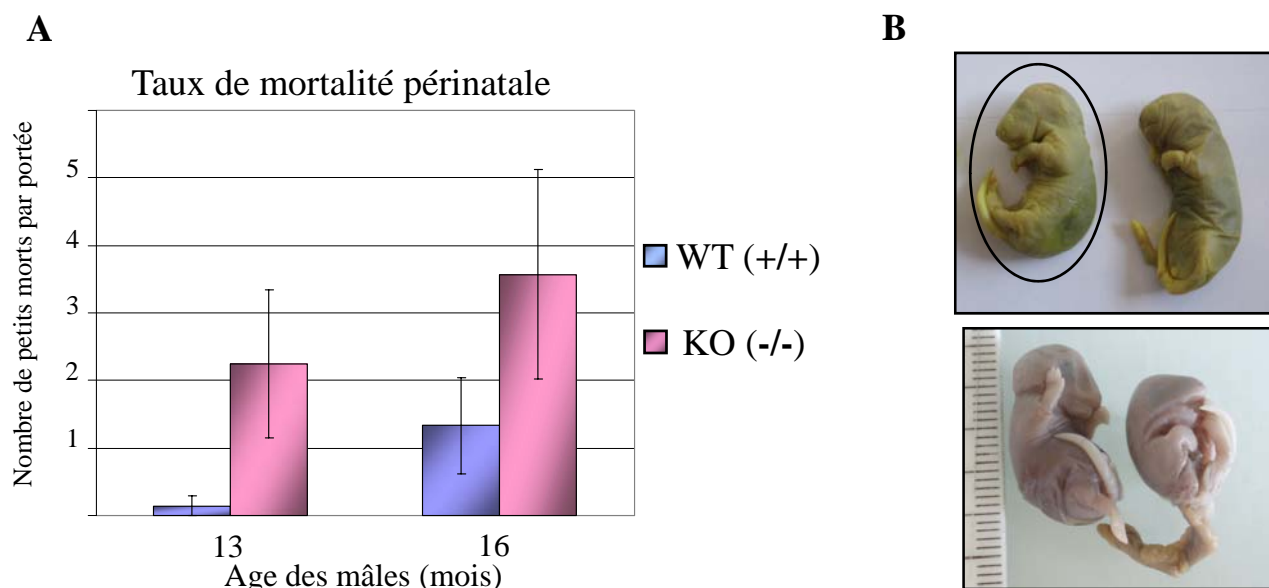 A
B
Taux de mortalité périnatale
Nombre de petits morts par portée
5
4
3
2
1
13
16
Age des mâles (mois)
WT (+/+)
KO (-/-)